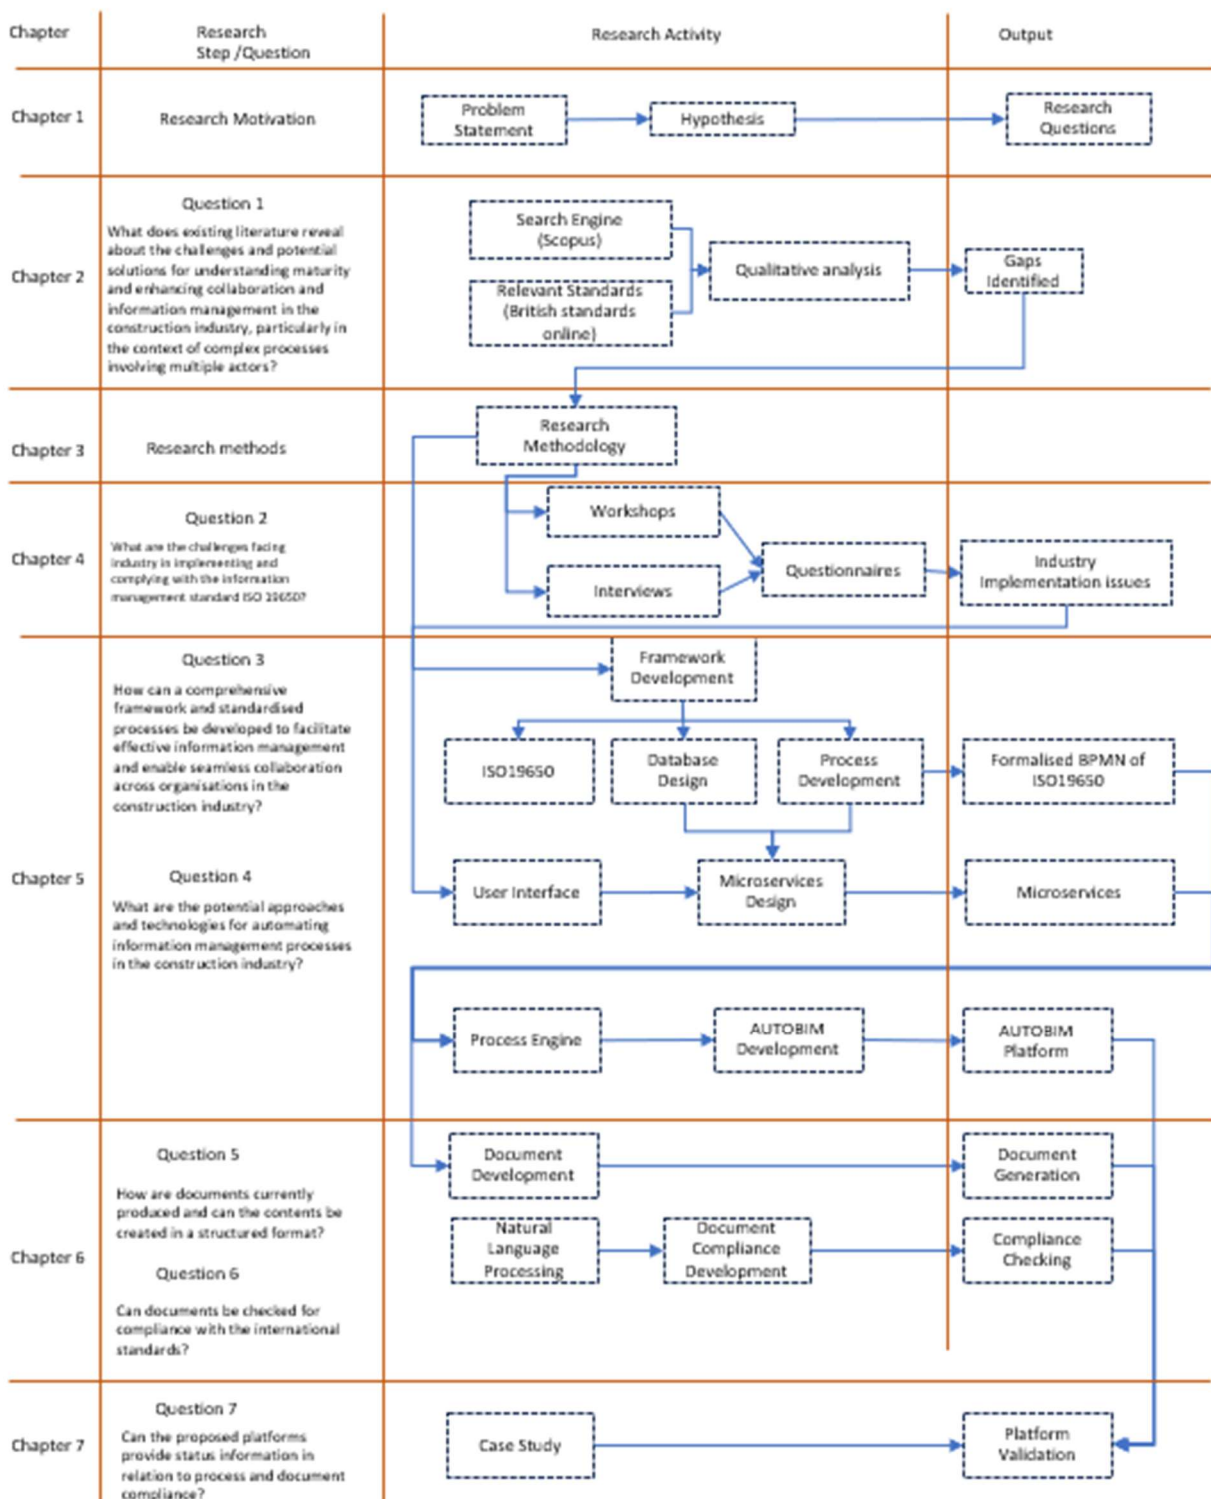 Chapter
Research
Step /Question
Research Activity
Output
Chapter 1
Research Motivation
Problem
Statement
Hypothesis
Research
Questions
Chapter 2
Question 1
What does existing literature reveal
about the challenges and potential
solutions for understanding maturity
and enhancing collaboration and
information management in the
construction industry, particularly in
the context of complex processes
involving multiple actors?
Search Engine
(Scopus)
Relevant Standards
(British standards
online)
Qualitative analysis
Gaps
Identified
Chapter 3
Research methods
Research
Methodology
Chapter 4
Question 2
What are the challenges facing
industry in implementing and
complying with the information
management standard ISO 19650?
Workshops
Interviews
Questionnaires
Industry
Implementation issues
Chapter 5
Question 3
How can a comprehensive
framework and standardised
processes be developed to facilitate
effective information management
and enable seamless collaboration
across organisations in the
construction industry?
Question 4
What are the potential approaches
and technologies for automating
information management processes
in the construction industry?
Framework
Development
ISO19650
Database
Design
Process
Development
Formalised BPMN of
ISO19650
User Interface
Microservices
Design
Microservices
Process Engine
AUTOBIM
Development
AUTOBIM
Platform
Chapter 6
Question 5
How are documents currently
produced and can the contents be
created in a structured format?
Question 6
Can documents be checked for
compliance with the international
standards?
Document
Development
Document
Generation
Natural
Language
Processing
Document
Compliance
Development
Compliance
Checking
Chapter 7
Question 7
Can the proposed platforms
provide status information in
relation to process and document
compliance?
Case Study
Platform
Validation